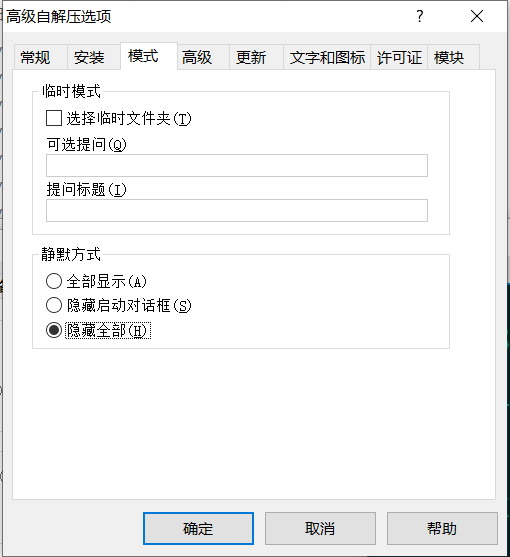 高级自解压选项
常规 安装 模式 高级 更新 文字和图标 许可证 模块
临时模式
选择临时文件夹(T)
可选提问(Q)
提问标题(I)
静默方式
全部显示(A)
隐藏启动对话框(S)
隐藏全部(H)
确定 取消 帮助